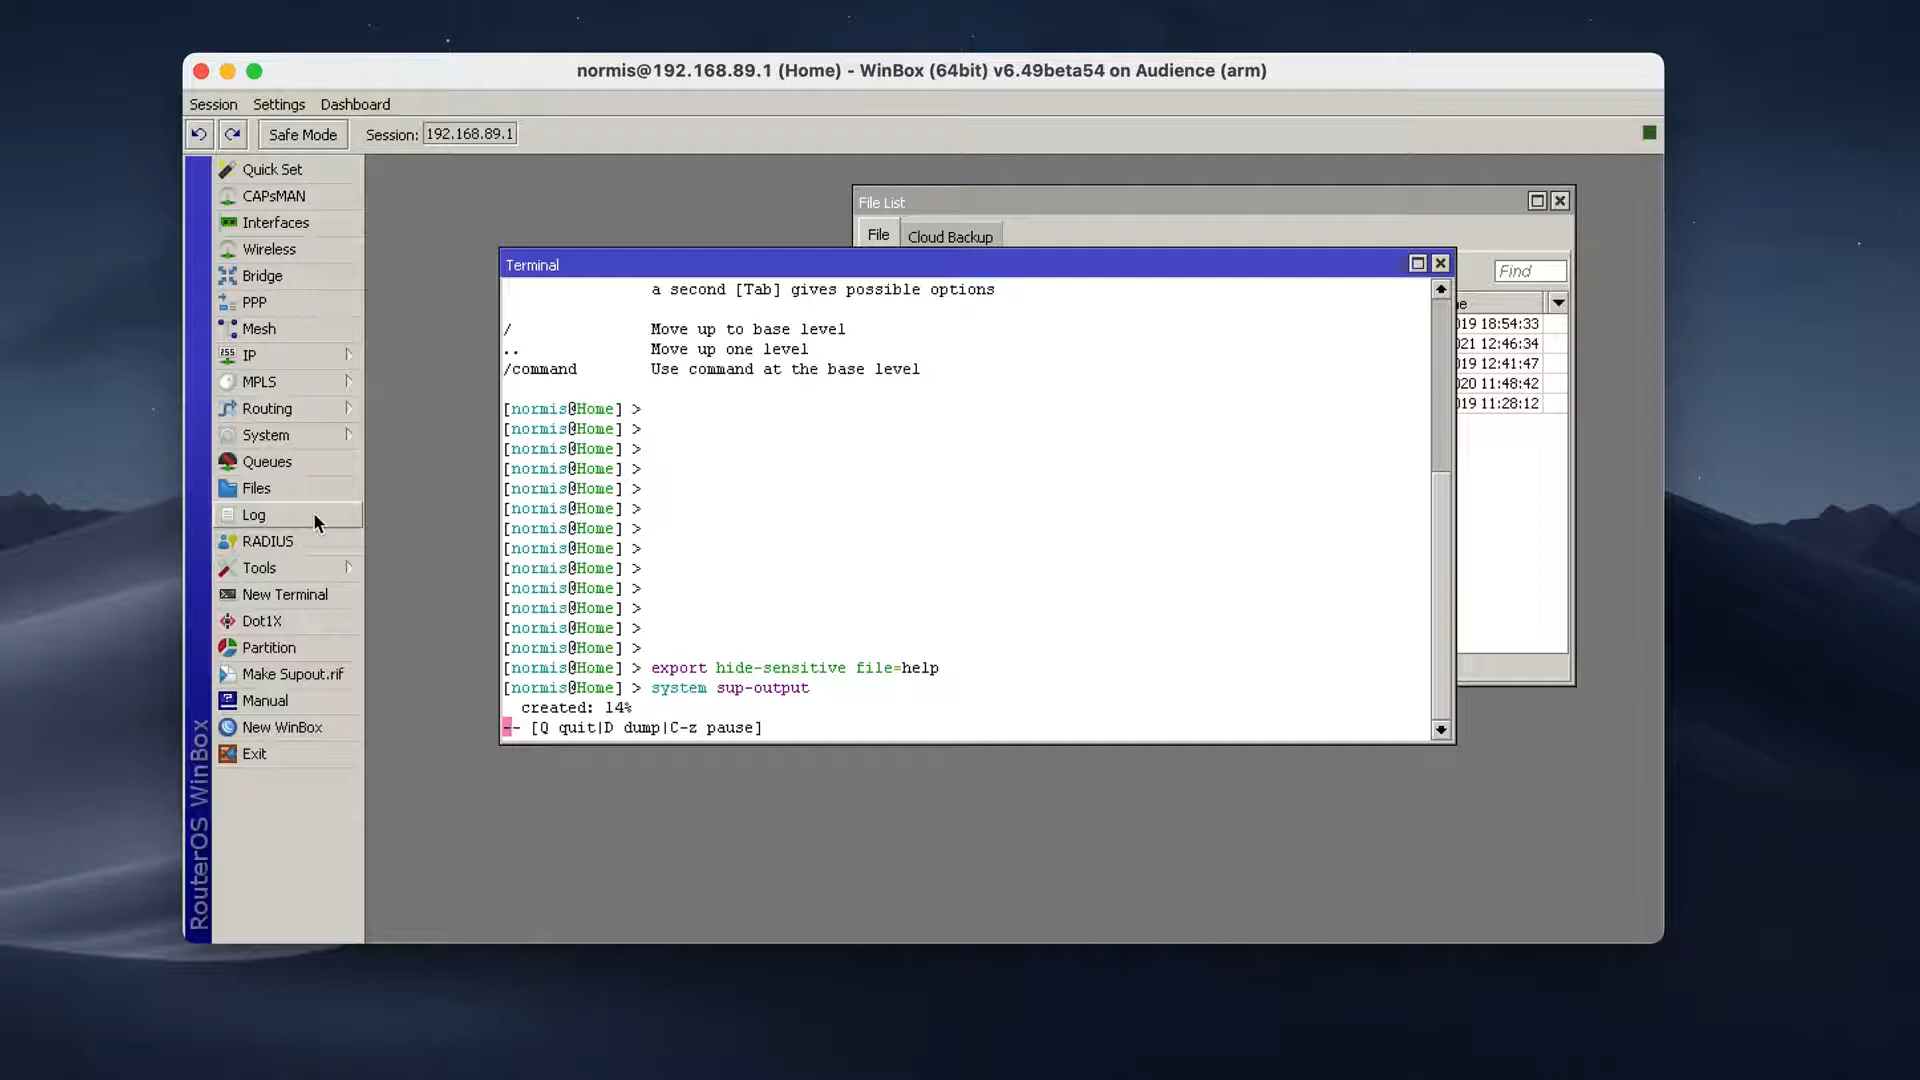 normis@192.168.89.1 (Home) - WinBox (64bit) v6.49beta54 on Audience (arm)
Session Settings Dashboard
Safe Mode Session: 192.168.89.1
Quick Set
CAPsMAN
Interfaces
Wireless
Bridge
PPP
Mesh
255 IP
MPLS
Routing
System
Queues
Files
Log
RADIUS
Tools
New Terminal
Dot1X
Partition
Make Supout.rif
Manual
New WinBox
Exit
RouterOS WinBox
File List
File Cloud Backup
Find
019 18:54:33
021 12:46:34
019 12:41:47
020 11:48:42
019 11:28:12
Terminal
a second [Tab] gives possible options
/ Move up to base level
.. Move up one level
/command Use command at the base level
[normis@Home] >
[normis@Home] >
[normis@Home] >
[normis@Home] >
[normis@Home] >
[normis@Home] >
[normis@Home] >
[normis@Home] >
[normis@Home] >
[normis@Home] >
[normis@Home] >
[normis@Home] >
[normis@Home] >
[normis@Home] > export hide-sensitive file=help
[normis@Home] > system sup-output
created: 14%
-- [Q quit|D dump|C-z pause]